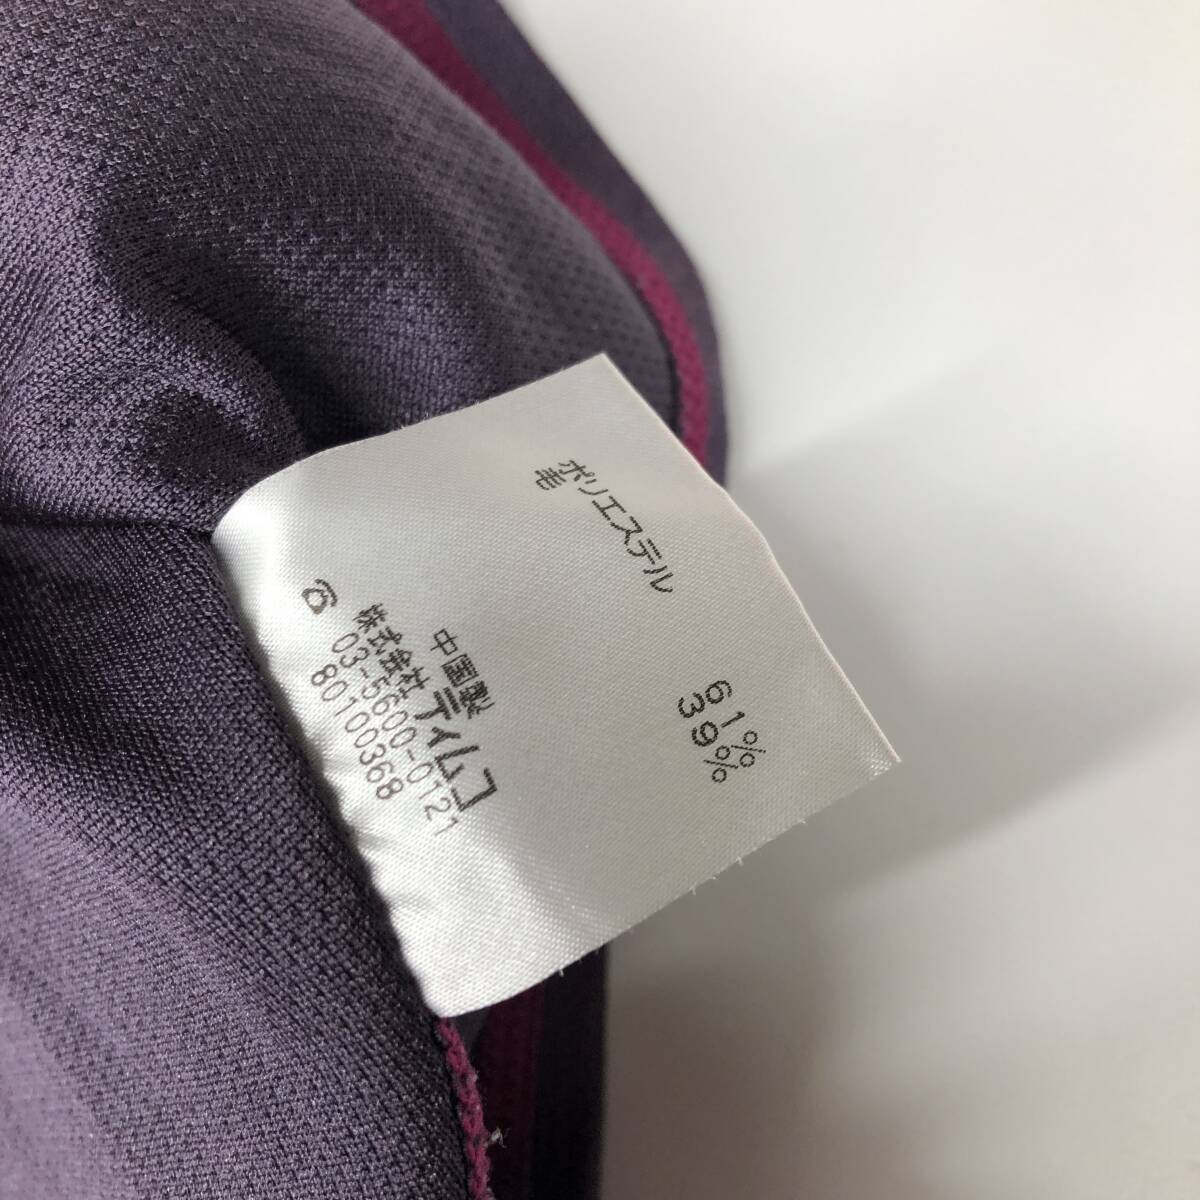 ポリエステル 61%
毛 39%
中国製
株式会社 ティムコ
☎ 03-5600-0121
80100368